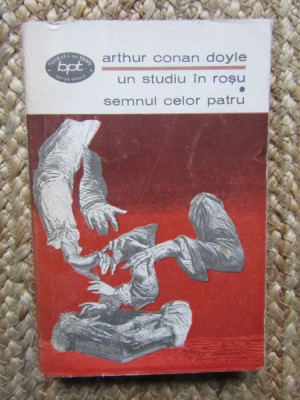 bpt
arthur conan doyle
un studiu în roșu
semnul celor patru